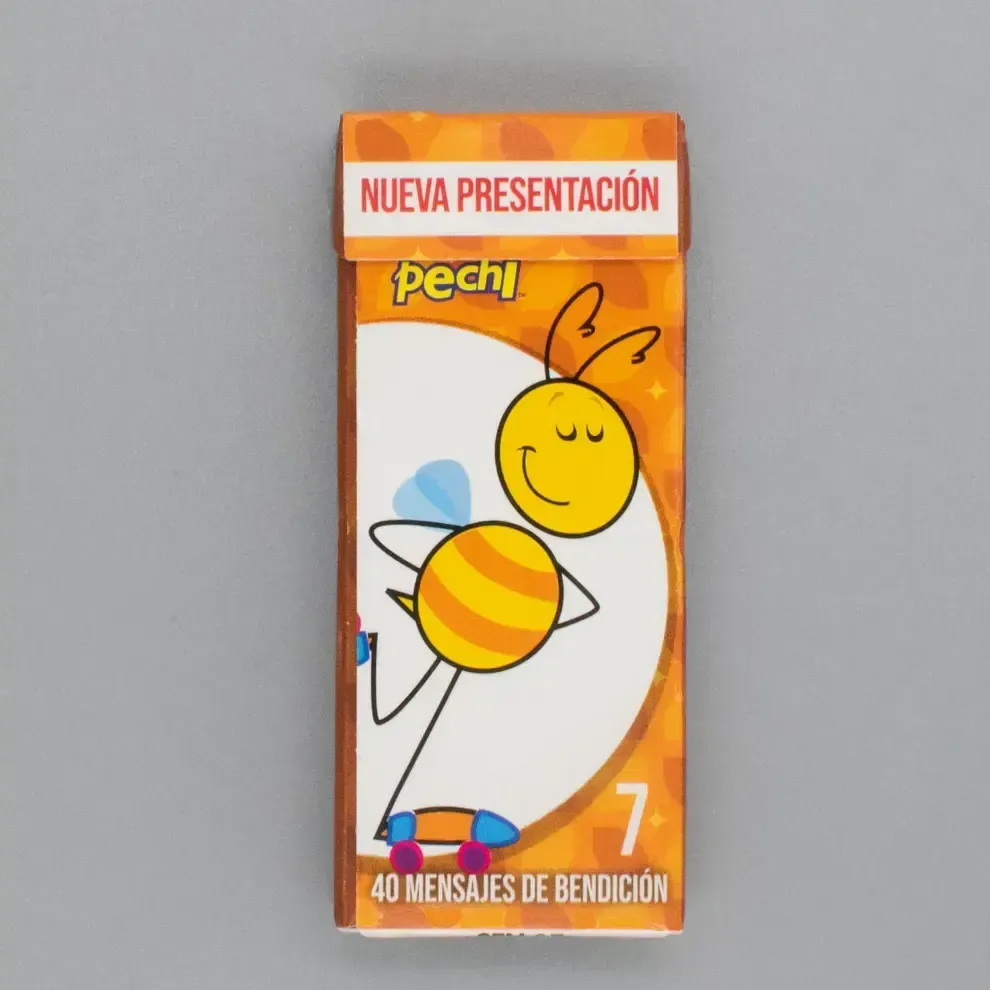 NUEVA PRESENTACIÓN
pechi
7
40 MENSAJES DE BENDICIÓN